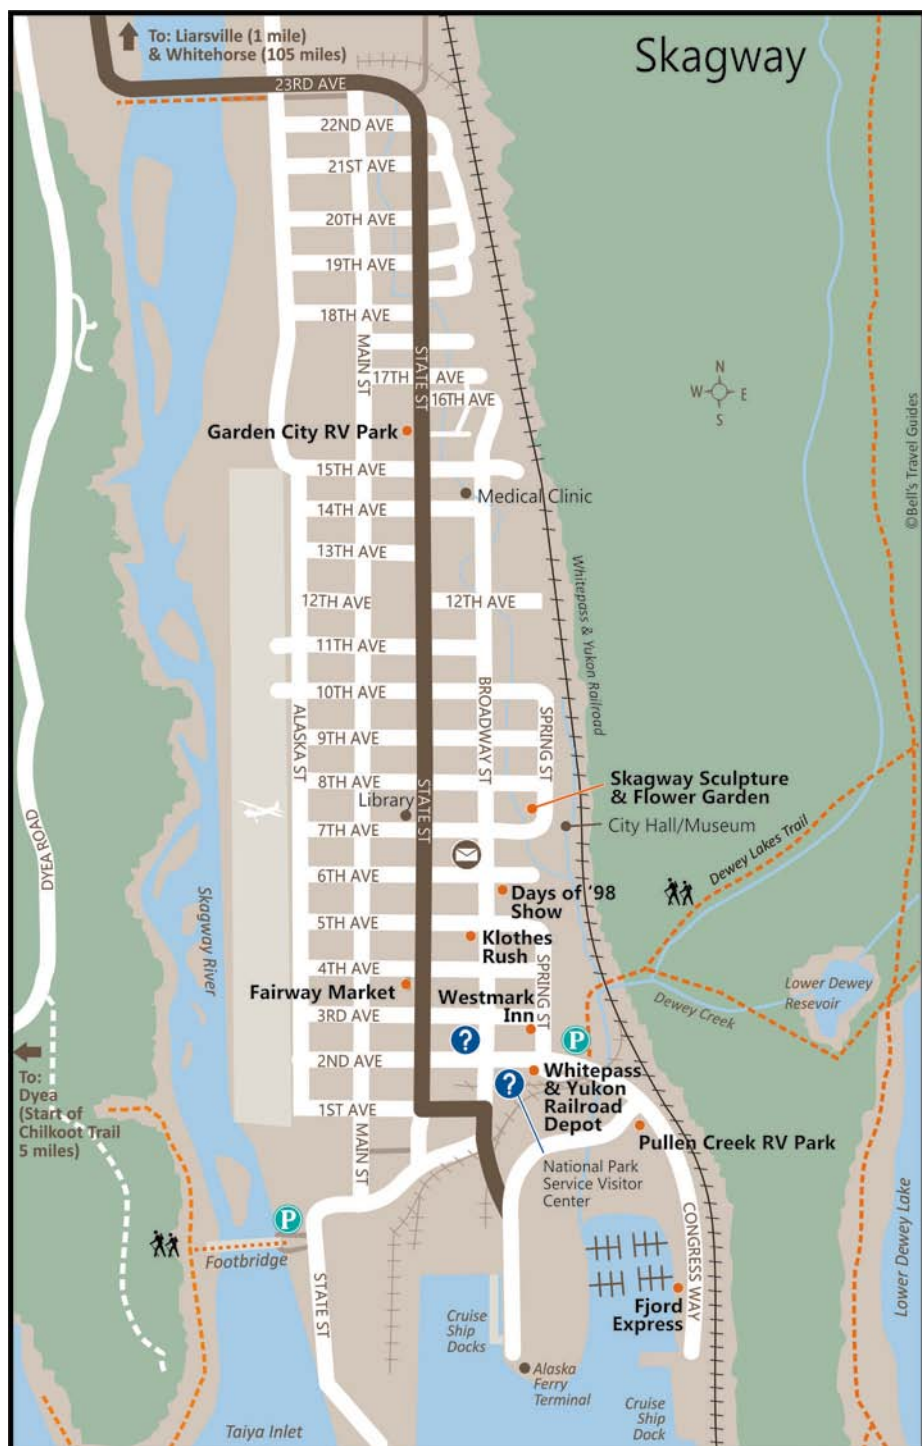 To: Liarsville (1 mile)
& Whitehorse (105 miles)
Skagway
23RD AVE
22ND AVE
21ST AVE
20TH AVE
19TH AVE
18TH AVE
MAIN ST
STATE ST
17TH AVE
16TH AVE
N
W E
S
Garden City RV Park
15TH AVE
Medical Clinic
14TH AVE
©Bell's Travel Guides
13TH AVE
Whitepass & Yukon Railroad
12TH AVE
12TH AVE
11TH AVE
10TH AVE
ALASKA ST
BROADWAY ST
SPRING ST
9TH AVE
8TH AVE
Skagway Sculpture
& Flower Garden
Library
STATE ST
7TH AVE
City Hall/Museum
DYEA ROAD
Dewey Lakes Trail
6TH AVE
Days of '98
Show
Skagway River
5TH AVE
Klothes
Rush
4TH AVE
SPRING ST
Fairway Market
Westmark
Inn
Lower Dewey
Resevoir
Dewey Creek
3RD AVE
?
P
2ND AVE
To:
Dyea
(Start of
Chilkoot Trail
5 miles)
?
Whitepass
& Yukon
Railroad
Depot
1ST AVE
MAIN ST
Pullen Creek RV Park
National Park
Service Visitor
Center
P
Footbridge
STATE ST
CONGRESS WAY
Lower Dewey Lake
Fjord
Express
Cruise
Ship
Docks
Alaska
Ferry
Terminal
Cruise
Ship
Dock
Taiya Inlet